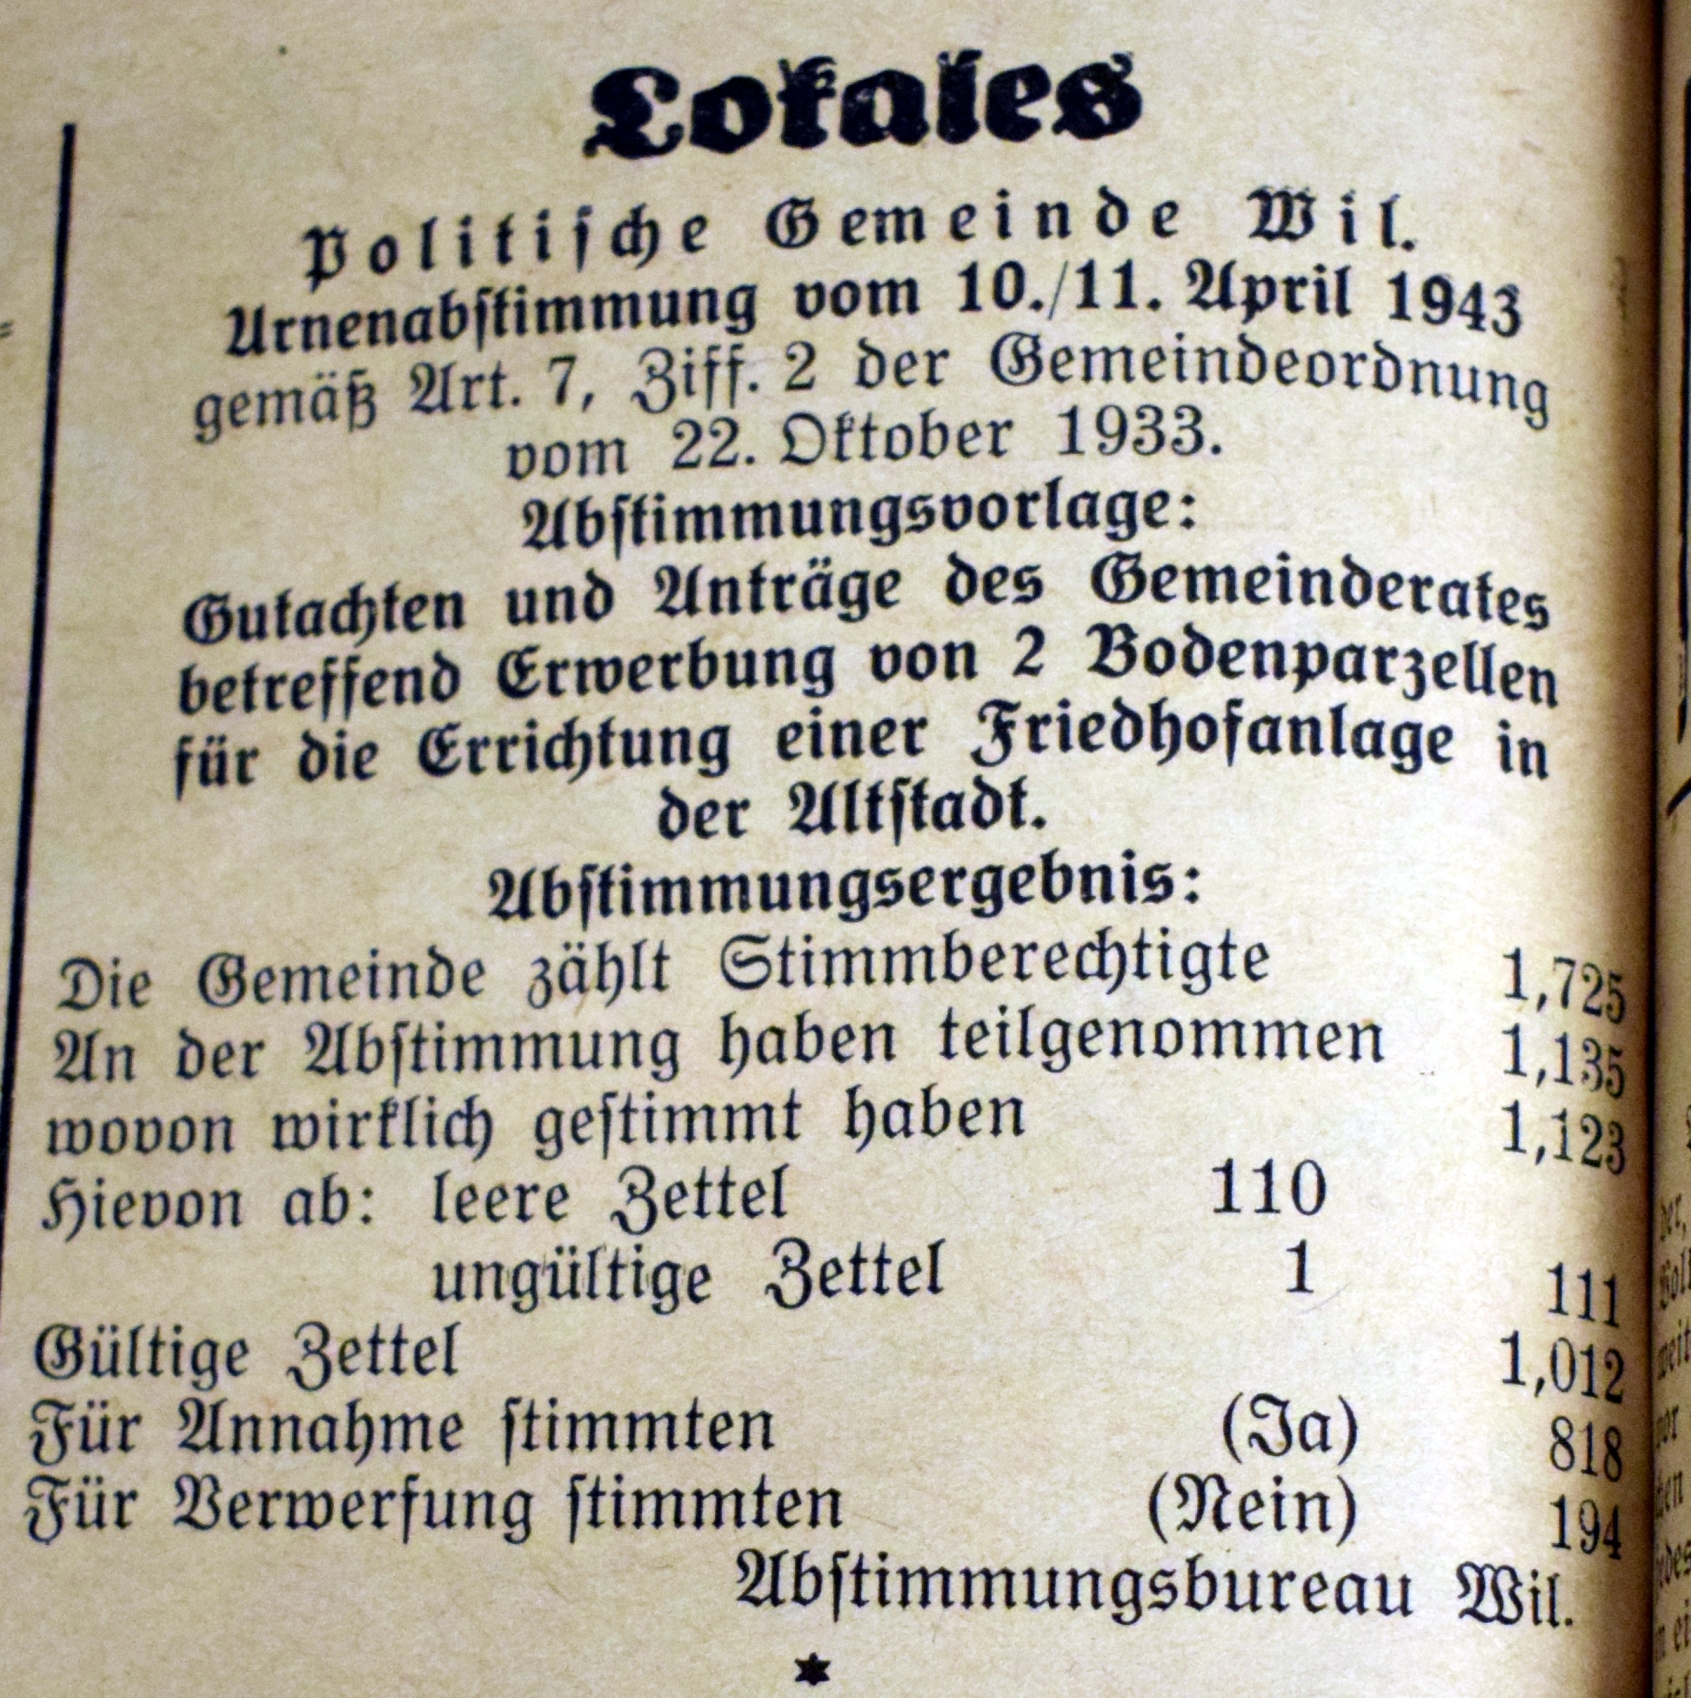 Lokales
Politische Gemeinde Wil.
Urnenabstimmung vom 10./11. April 1943
gemäß Art. 7, Ziff. 2 der Gemeindeordnung
vom 22. Oktober 1933.
Abstimmungsvorlage:
Gutachten und Anträge des Gemeinderates
betreffend Erwerbung von 2 Bodenparzellen
für die Errichtung einer Friedhofanlage in
der Altstadt.
Abstimmungsergebnis:
Die Gemeinde zählt Stimmberechtigte 1,725
An der Abstimmung haben teilgenommen 1,135
wovon wirklich gestimmt haben 1,123
Hievon ab: leere Zettel 110
ungültige Zettel 1 111
Gültige Zettel 1,012
Für Annahme stimmten (Ja) 818
Für Verwerfung stimmten (Nein) 194
Abstimmungsbureau Wil.